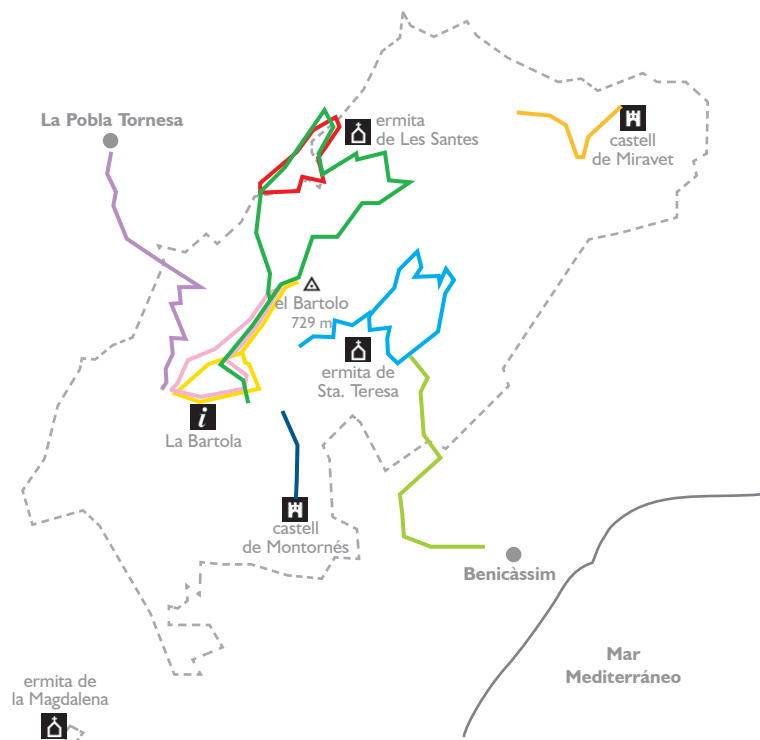 La Pobla Tornesa
ermita
de Les Santes
castell
de Miravet
el Bartolo
729 m
ermita de
Sta. Teresa
i
La Bartola
castell
de Montornés
Benicàssim
Mar
Mediterráneo
ermita de
la Magdalena